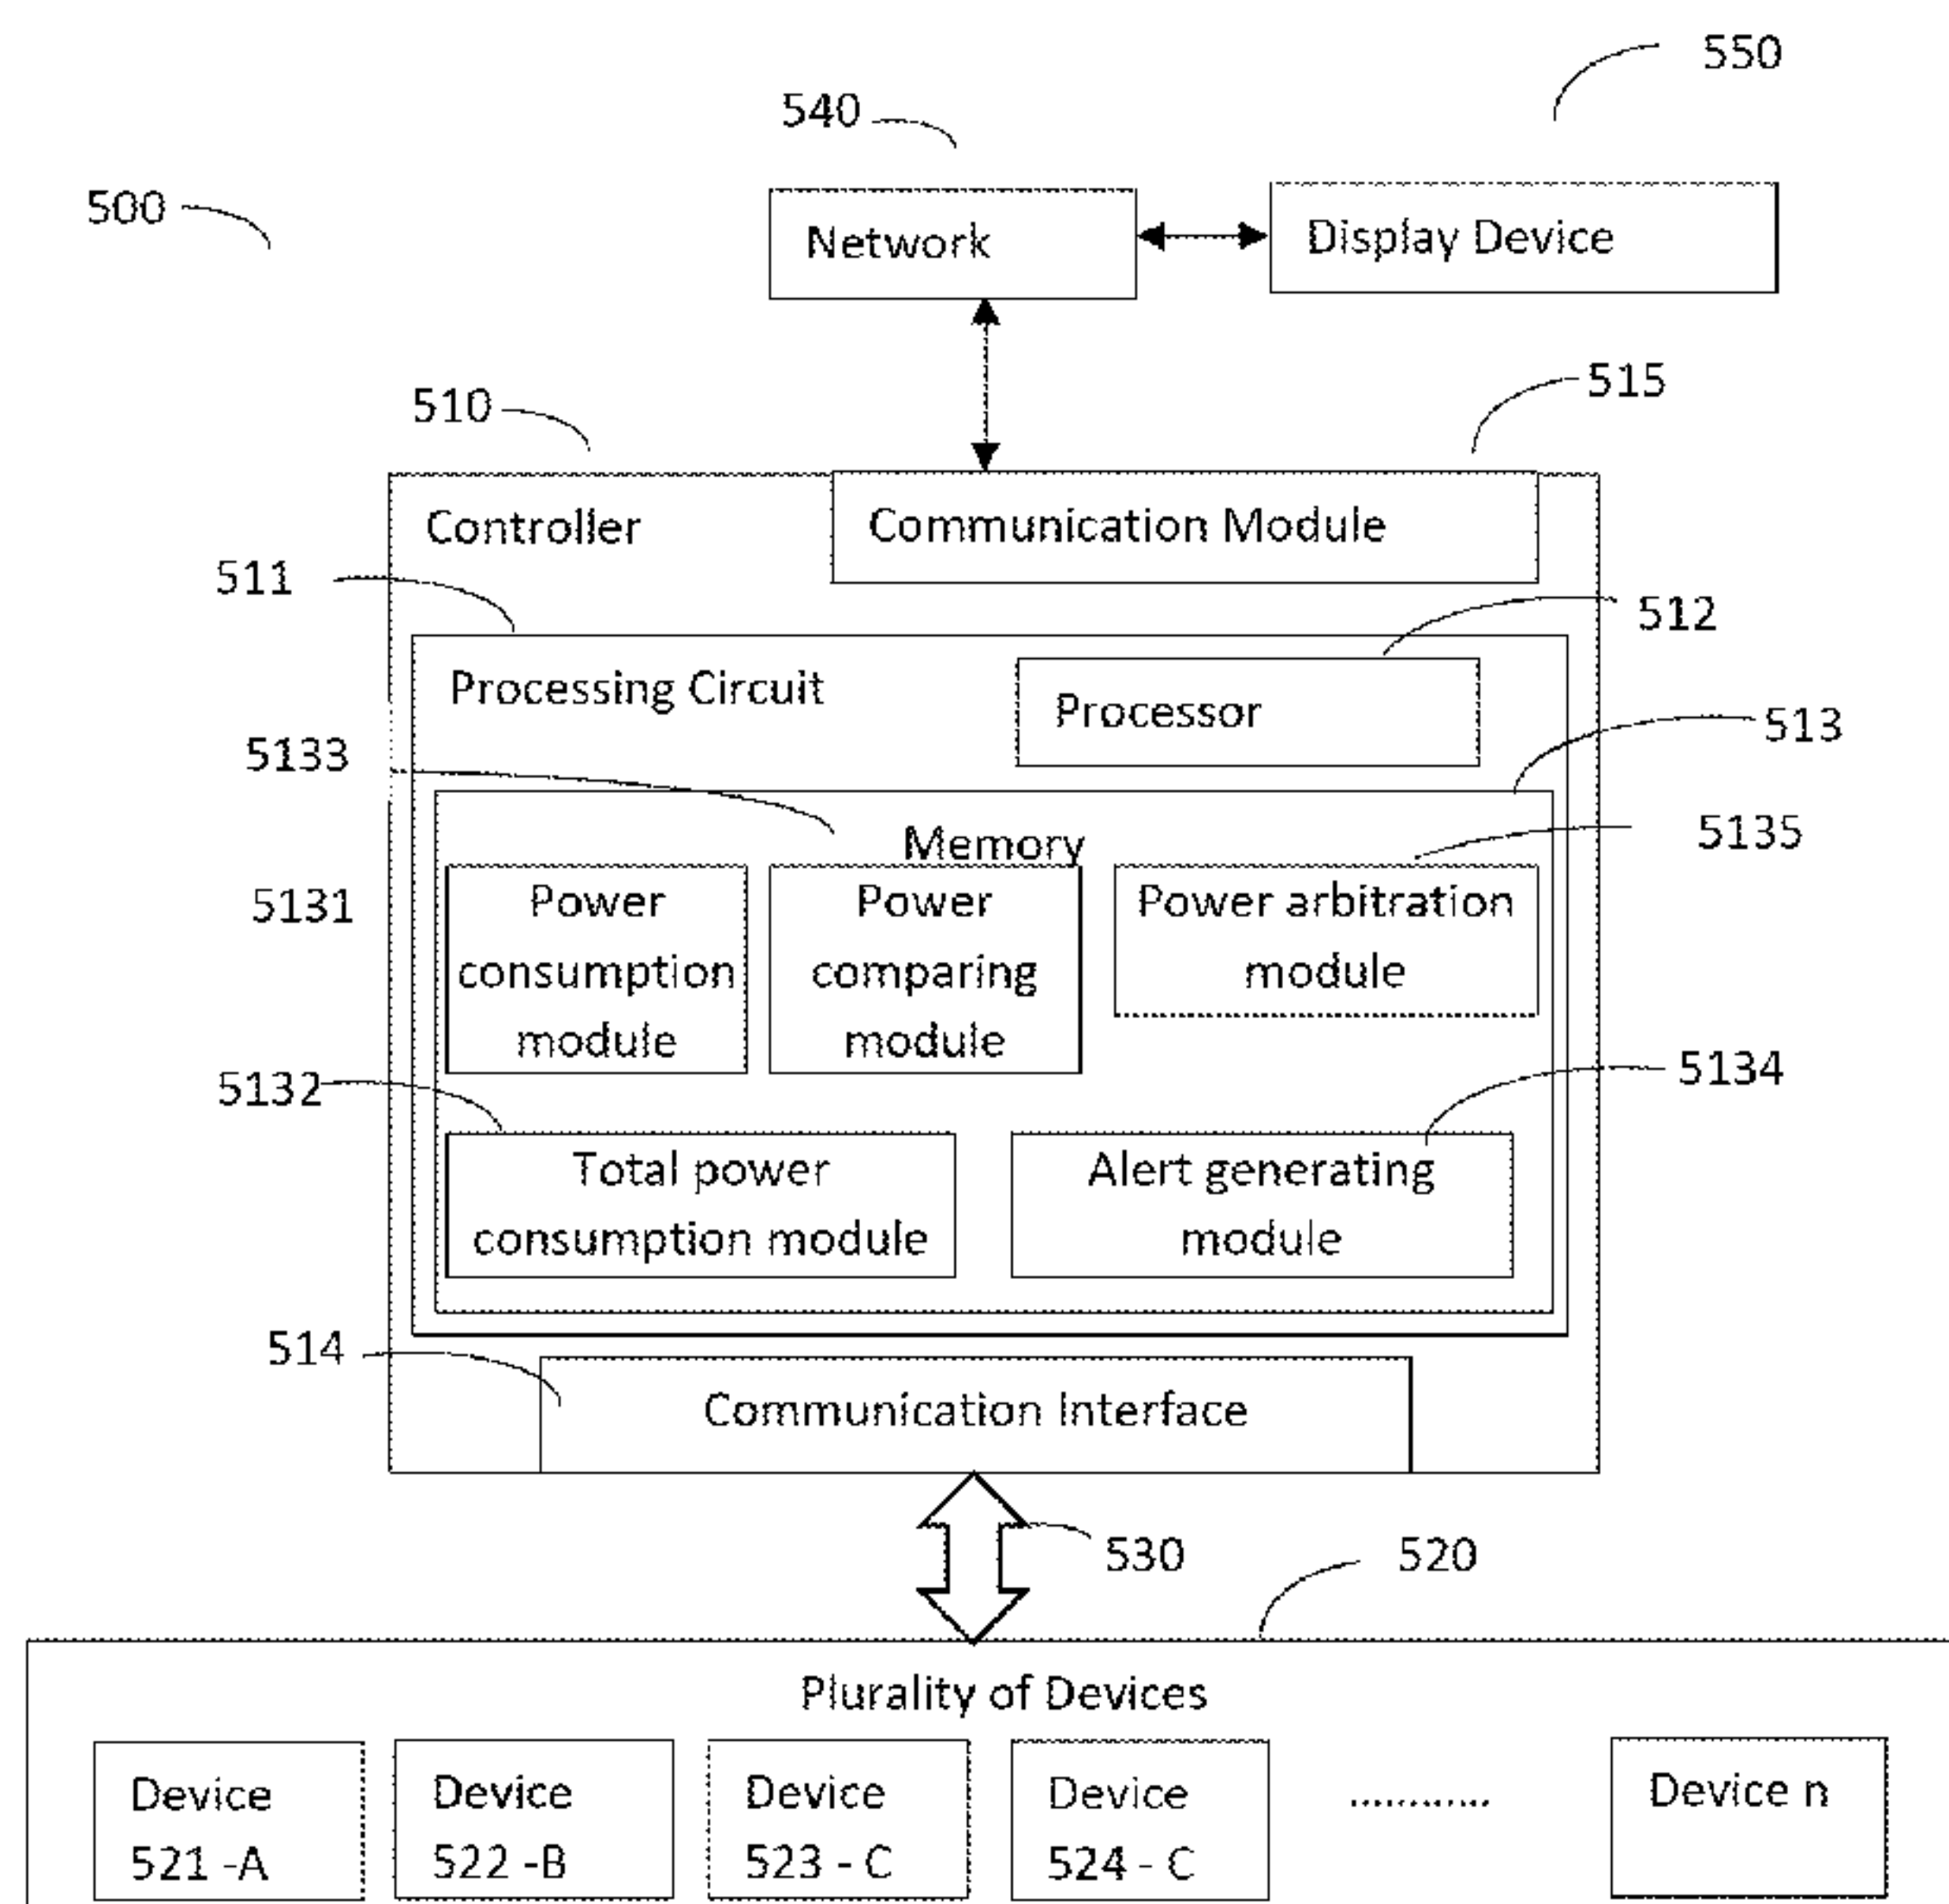 550
540
500
Network
Display Device
515
510
Controller
Communication Module
511
512
Processing Circuit
Processor
513
5133
Memory
5135
5131
Power
consumption
module
Power
comparing
module
Power arbitration
module
5132
5134
Total power
consumption module
Alert generating
module
514
Communication Interface
530
520
Plurality of Devices
Device
521 -A
Device
522 -B
Device
523 - C
Device
524 - C
............
Device n